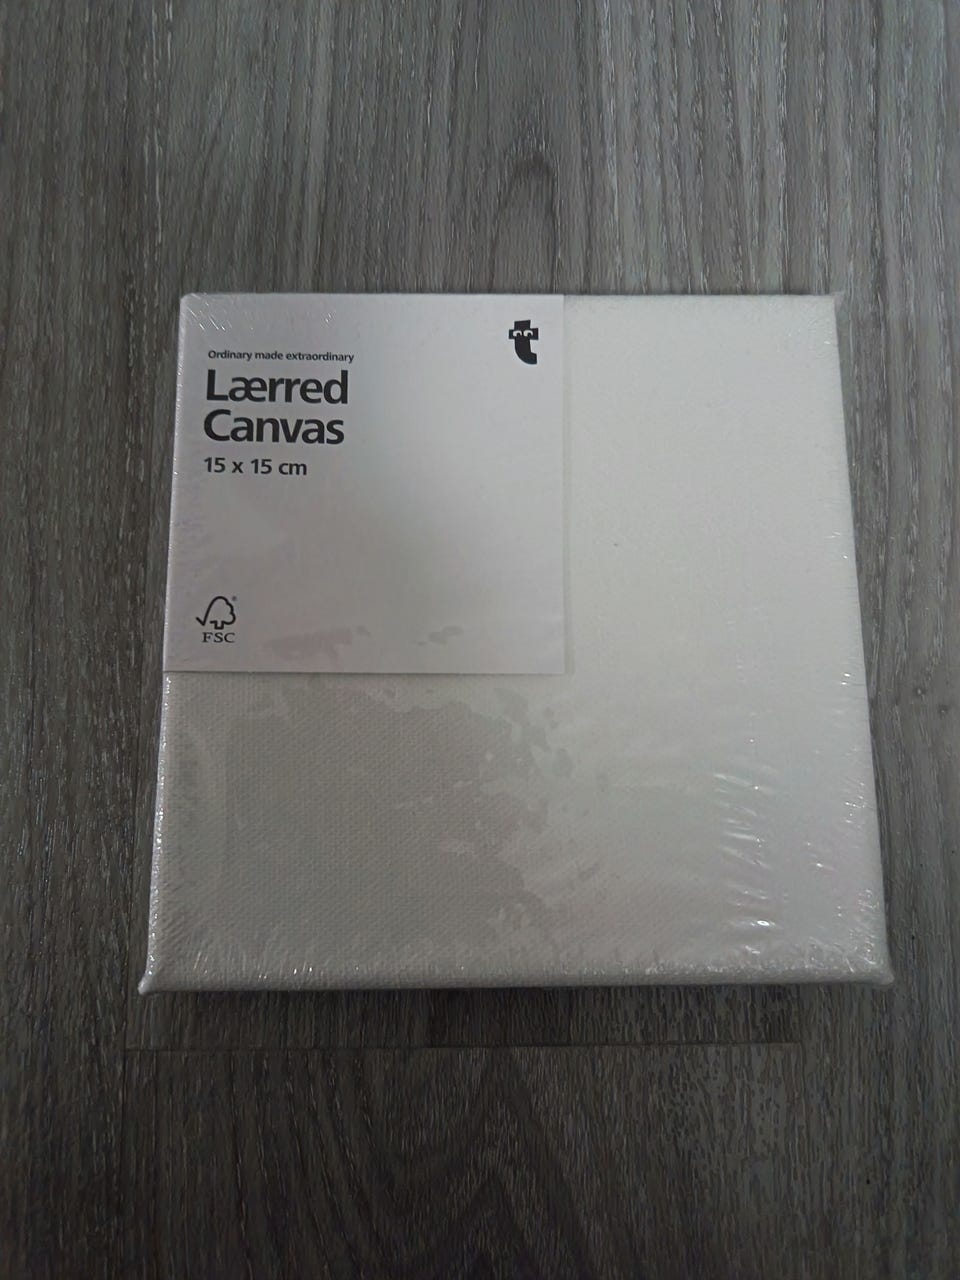 Ordinary made extraordinary
Lærred
Canvas
15 x 15 cm
t
®
FSC